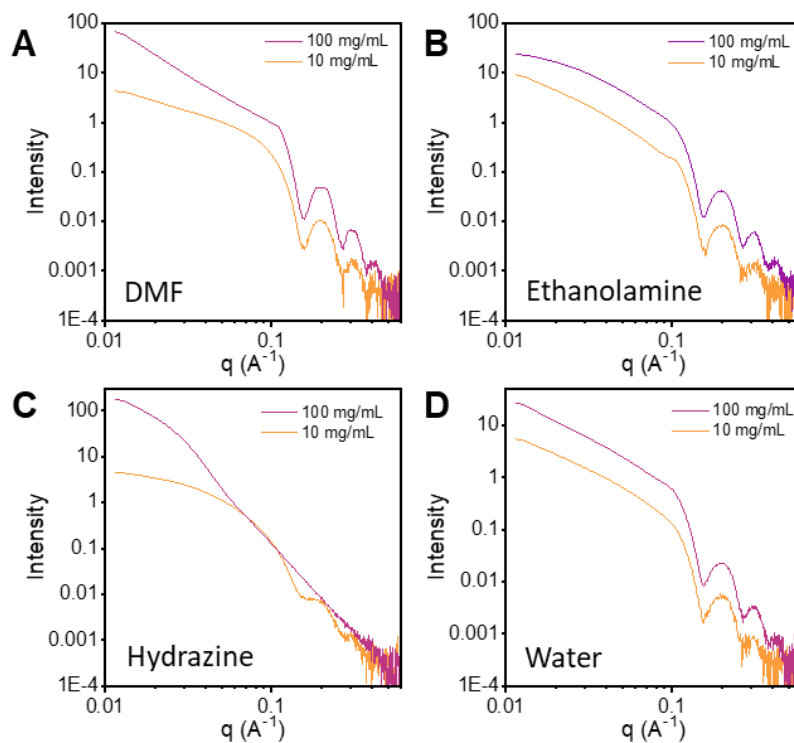 A
100
10
1
0.1
0.01
0.001
1E-4
Intensity
100 mg/mL
10 mg/mL
DMF
0.01
0.1
q (A⁻¹)
B
100
10
1
0.1
0.01
0.001
1E-4
Intensity
100 mg/mL
10 mg/mL
Ethanolamine
0.01
0.1
q (A⁻¹)
C
100
10
1
0.1
0.01
0.001
1E-4
Intensity
100 mg/mL
10 mg/mL
Hydrazine
0.01
0.1
q (A⁻¹)
D
10
1
0.1
0.01
0.001
1E-4
Intensity
100 mg/mL
10 mg/mL
Water
0.01
0.1
q (A⁻¹)